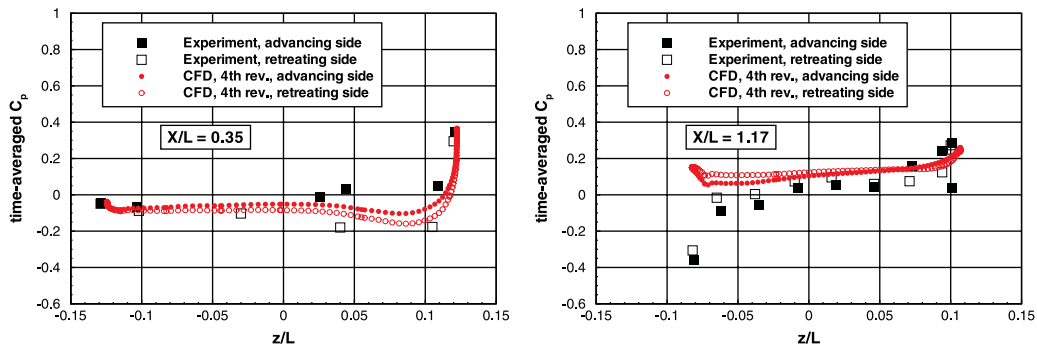 1
0.8
0.6
0.4
0.2
0
-0.2
-0.4
-0.6
-0.15
-0.1
-0.05
0
0.05
0.1
0.15
time-averaged Cp
z/L
Experiment, advancing side
Experiment, retreating side
CFD, 4th rev., advancing side
CFD, 4th rev., retreating side
X/L = 0.35
1
0.8
0.6
0.4
0.2
0
-0.2
-0.4
-0.6
-0.15
-0.1
-0.05
0
0.05
0.1
0.15
time-averaged Cp
z/L
Experiment, advancing side
Experiment, retreating side
CFD, 4th rev., advancing side
CFD, 4th rev., retreating side
X/L = 1.17